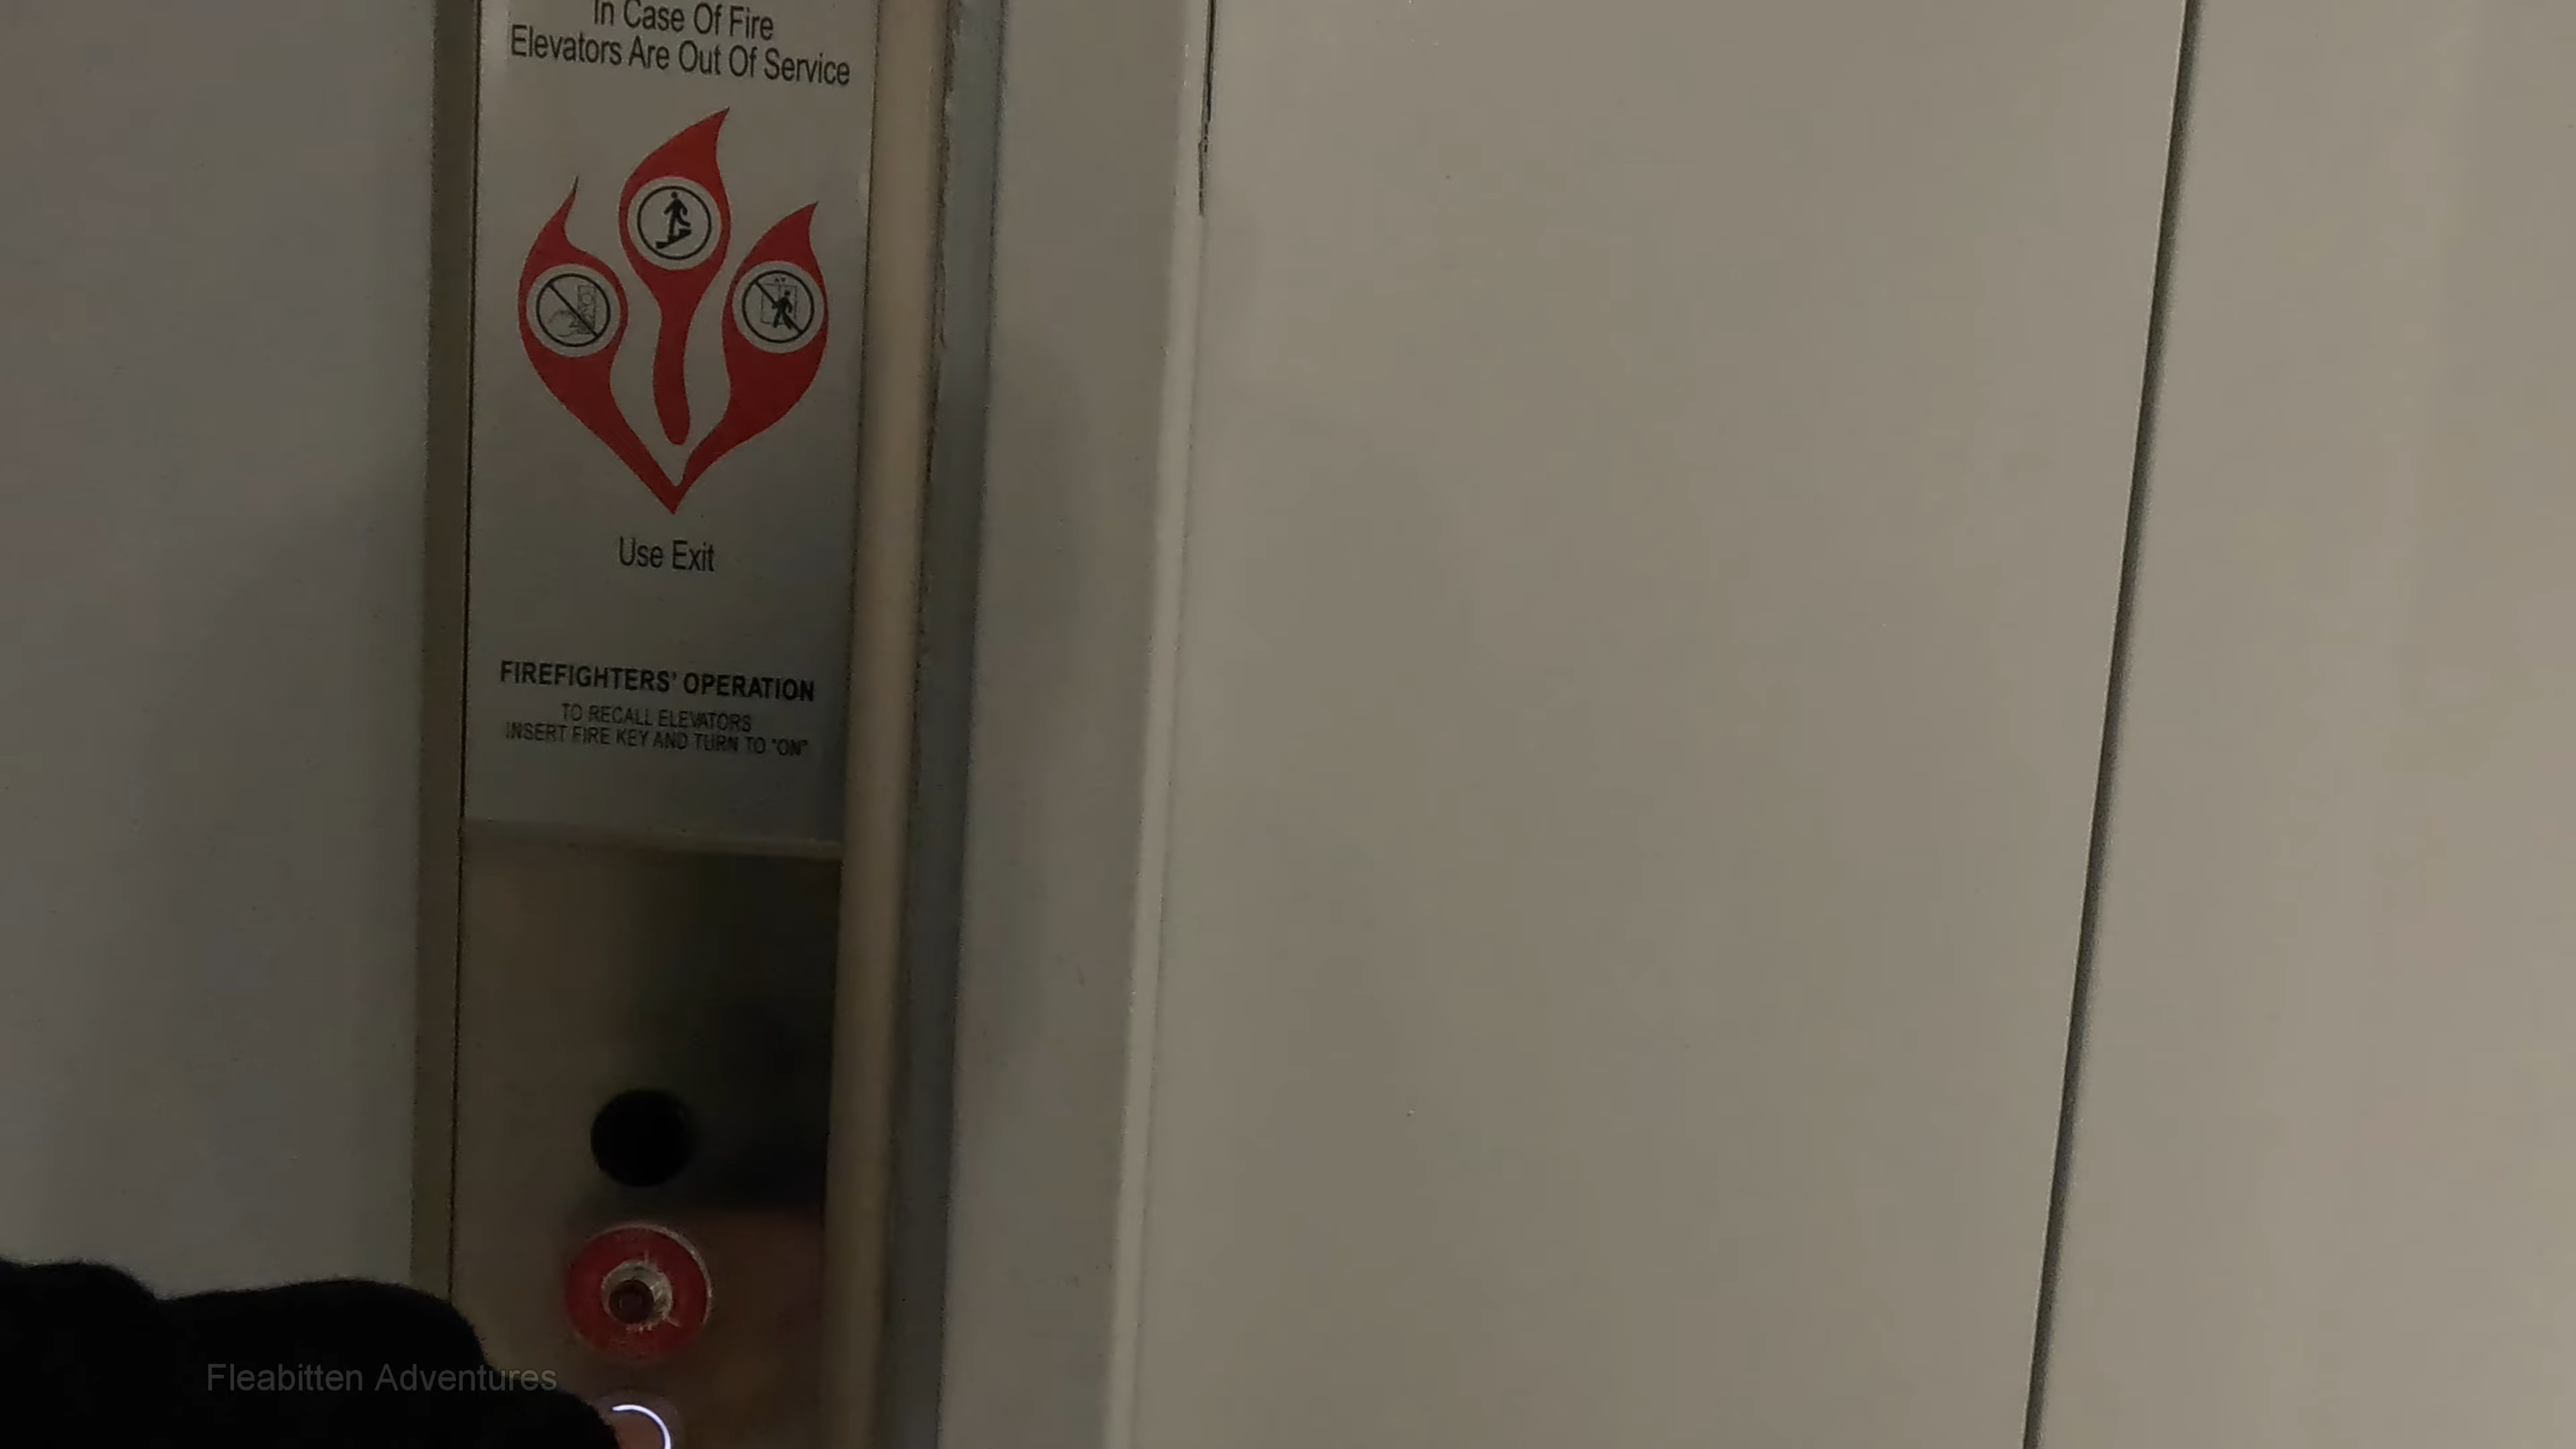 In Case Of Fire
Elevators Are Out Of Service
Use Exit
FIREFIGHTERS' OPERATION
TO RECALL ELEVATORS
INSERT FIRE KEY AND TURN TO "ON"
Fleabitten Adventures